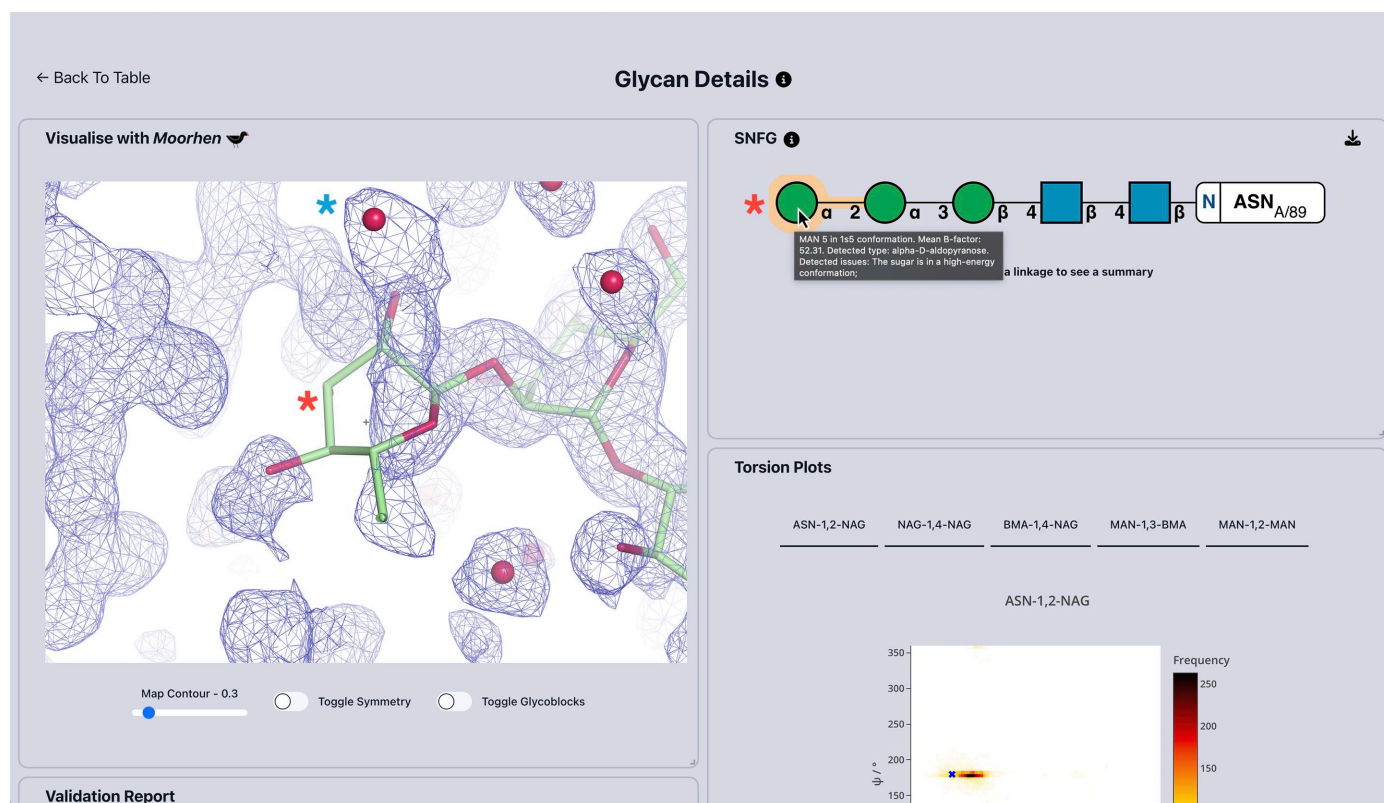 ← Back To Table
Glycan Details
Visualise with Moorhen
SNFG
*
*
*
α 2 α 3 β 4 β 4 β N ASN A/89
MAN 5 in 1s5 conformation. Mean B-factor:
52.31. Detected type: alpha-D-aldopyranose.
Detected issues: The sugar is in a high-energy
conformation;
a linkage to see a summary
Map Contour - 0.3
Toggle Symmetry
Toggle Glycoblocks
Validation Report
Torsion Plots
ASN-1,2-NAG NAG-1,4-NAG BMA-1,4-NAG MAN-1,3-BMA MAN-1,2-MAN
ASN-1,2-NAG
350
300
250
200
150
ψ / °
Frequency
250
200
150